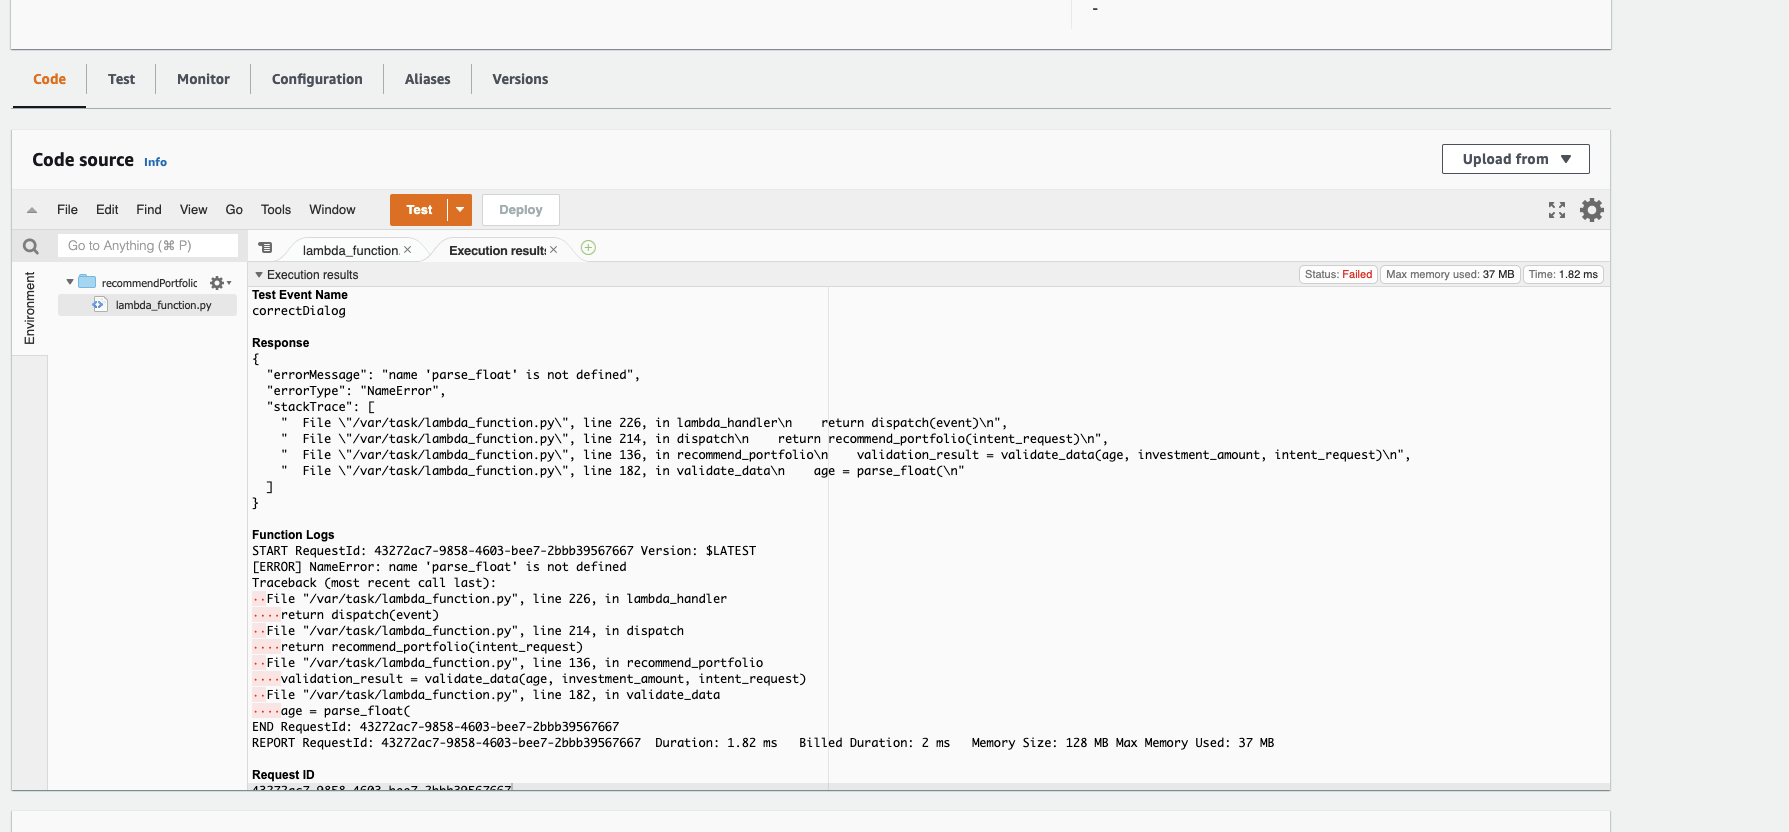 -
Code
Test
Monitor
Configuration
Aliases
Versions
Code source Info
Upload from
File Edit Find View Go Tools Window Test Deploy
Go to Anything (⌘ P)
lambda_function.
Execution results
Environment
recommendPortfolio
lambda_function.py
Execution results
Status: Failed
Max memory used: 37 MB
Time: 1.82 ms
Test Event Name
correctDialog
Response
{
  "errorMessage": "name 'parse_float' is not defined",
  "errorType": "NameError",
  "stackTrace": [
    "  File \"/var/task/lambda_function.py\", line 226, in lambda_handler\n    return dispatch(event)\n",
    "  File \"/var/task/lambda_function.py\", line 214, in dispatch\n    return recommend_portfolio(intent_request)\n",
    "  File \"/var/task/lambda_function.py\", line 136, in recommend_portfolio\n    validation_result = validate_data(age, investment_amount, intent_request)\n",
    "  File \"/var/task/lambda_function.py\", line 182, in validate_data\n    age = parse_float(\n"
  ]
}
Function Logs
START RequestId: 43272ac7-9858-4603-bee7-2bbb39567667 Version: $LATEST
[ERROR] NameError: name 'parse_float' is not defined
Traceback (most recent call last):
··File "/var/task/lambda_function.py", line 226, in lambda_handler
····return dispatch(event)
··File "/var/task/lambda_function.py", line 214, in dispatch
····return recommend_portfolio(intent_request)
··File "/var/task/lambda_function.py", line 136, in recommend_portfolio
····validation_result = validate_data(age, investment_amount, intent_request)
··File "/var/task/lambda_function.py", line 182, in validate_data
····age = parse_float(
END RequestId: 43272ac7-9858-4603-bee7-2bbb39567667
REPORT RequestId: 43272ac7-9858-4603-bee7-2bbb39567667  Duration: 1.82 ms   Billed Duration: 2 ms   Memory Size: 128 MB Max Memory Used: 37 MB
Request ID
43272ac7-9858-4603-bee7-2bbb39567667